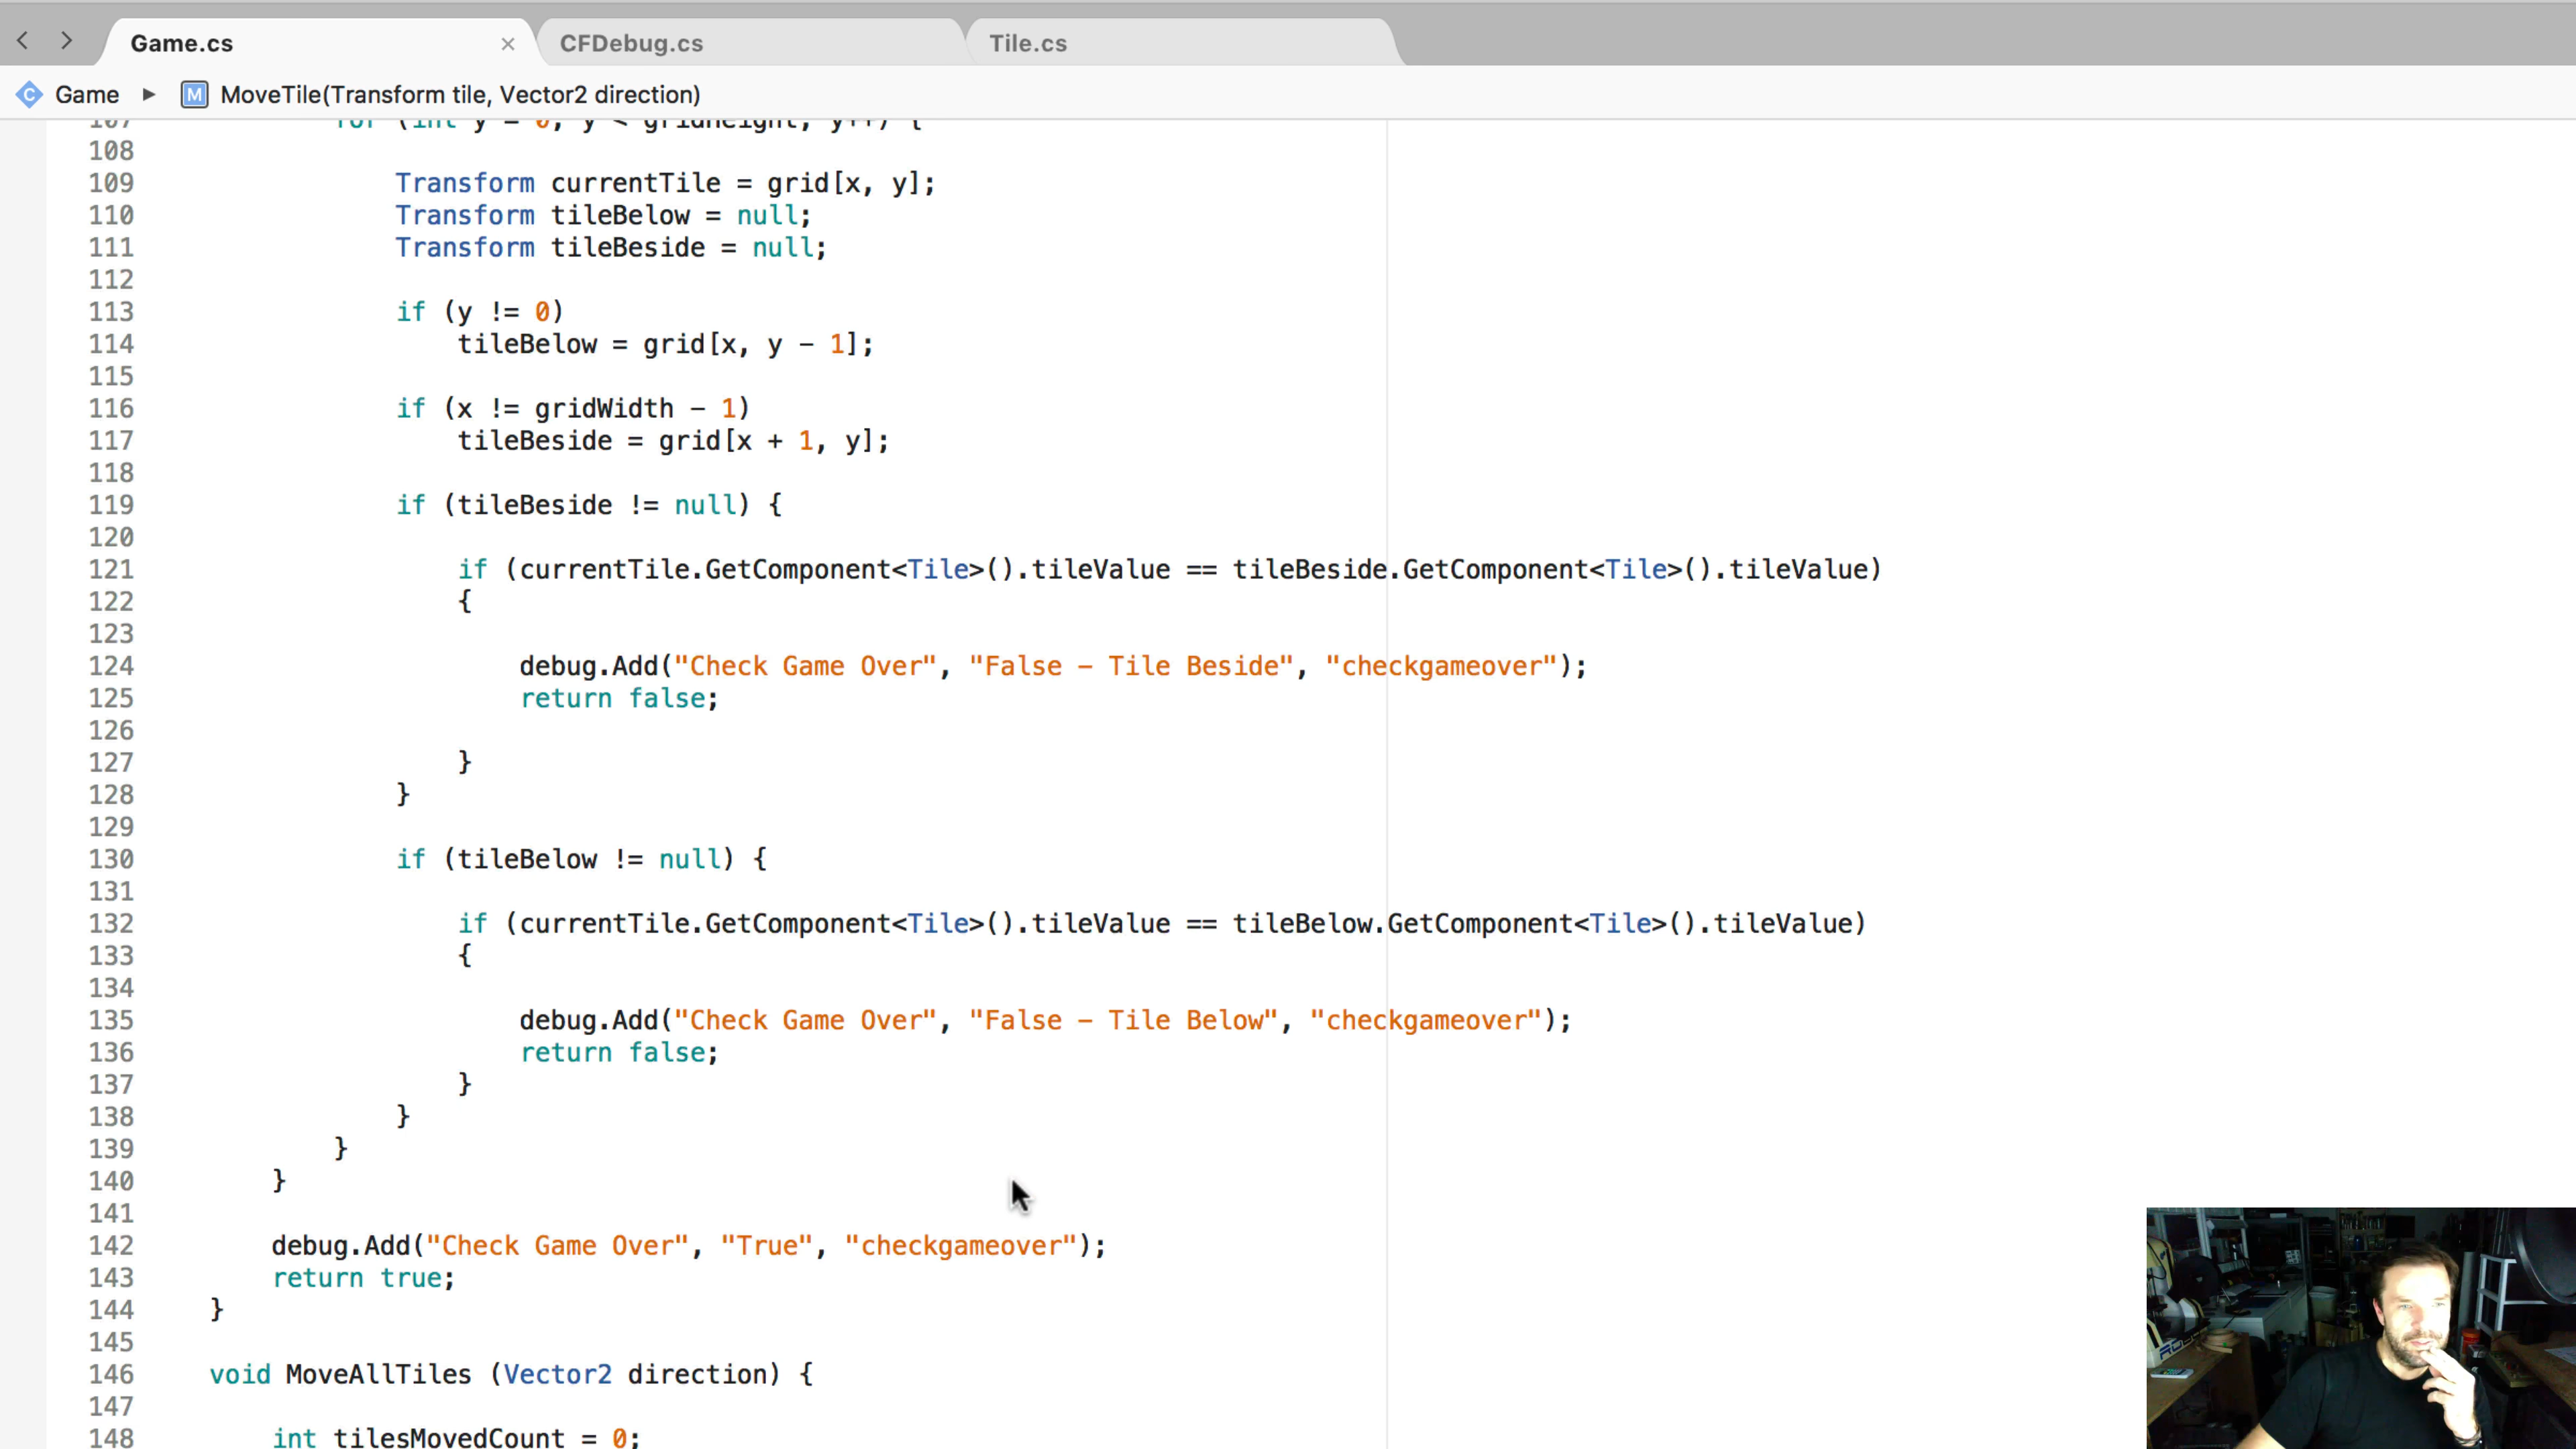 Game.cs × CFDebug.cs Tile.cs
Game ▶ M MoveTile(Transform tile, Vector2 direction)
107 for (int y = 0; y < gridHeight; y++) {
108
109 Transform currentTile = grid[x, y];
110 Transform tileBelow = null;
111 Transform tileBeside = null;
112
113 if (y != 0)
114 tileBelow = grid[x, y - 1];
115
116 if (x != gridWidth - 1)
117 tileBeside = grid[x + 1, y];
118
119 if (tileBeside != null) {
120
121 if (currentTile.GetComponent<Tile>().tileValue == tileBeside.GetComponent<Tile>().tileValue)
122 {
123
124 debug.Add("Check Game Over", "False - Tile Beside", "checkgameover");
125 return false;
126
127 }
128 }
129
130 if (tileBelow != null) {
131
132 if (currentTile.GetComponent<Tile>().tileValue == tileBelow.GetComponent<Tile>().tileValue)
133 {
134
135 debug.Add("Check Game Over", "False - Tile Below", "checkgameover");
136 return false;
137 }
138 }
139 }
140 }
141
142 debug.Add("Check Game Over", "True", "checkgameover");
143 return true;
144 }
145
146 void MoveAllTiles (Vector2 direction) {
147
148 int tilesMovedCount = 0;